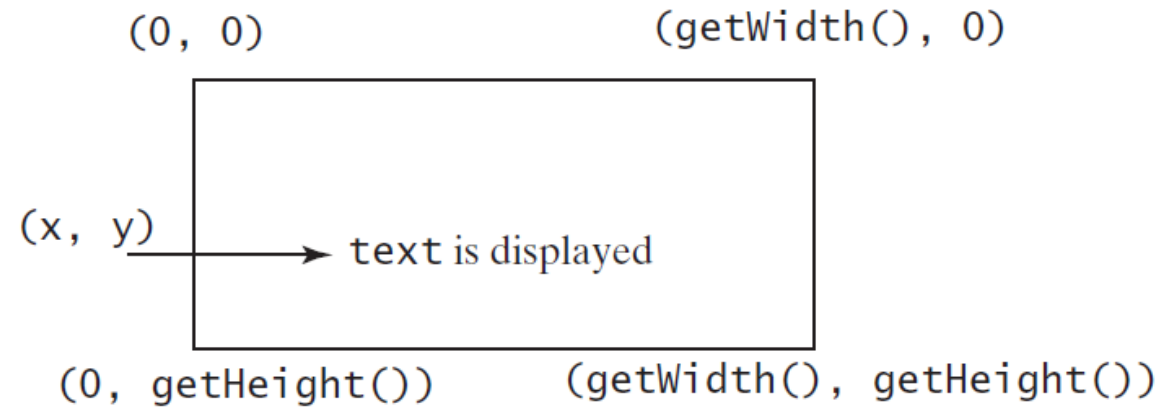 (0, 0)
(getWidth(), 0)
(x, y)
text is displayed
(0, getHeight())
(getWidth(), getHeight())